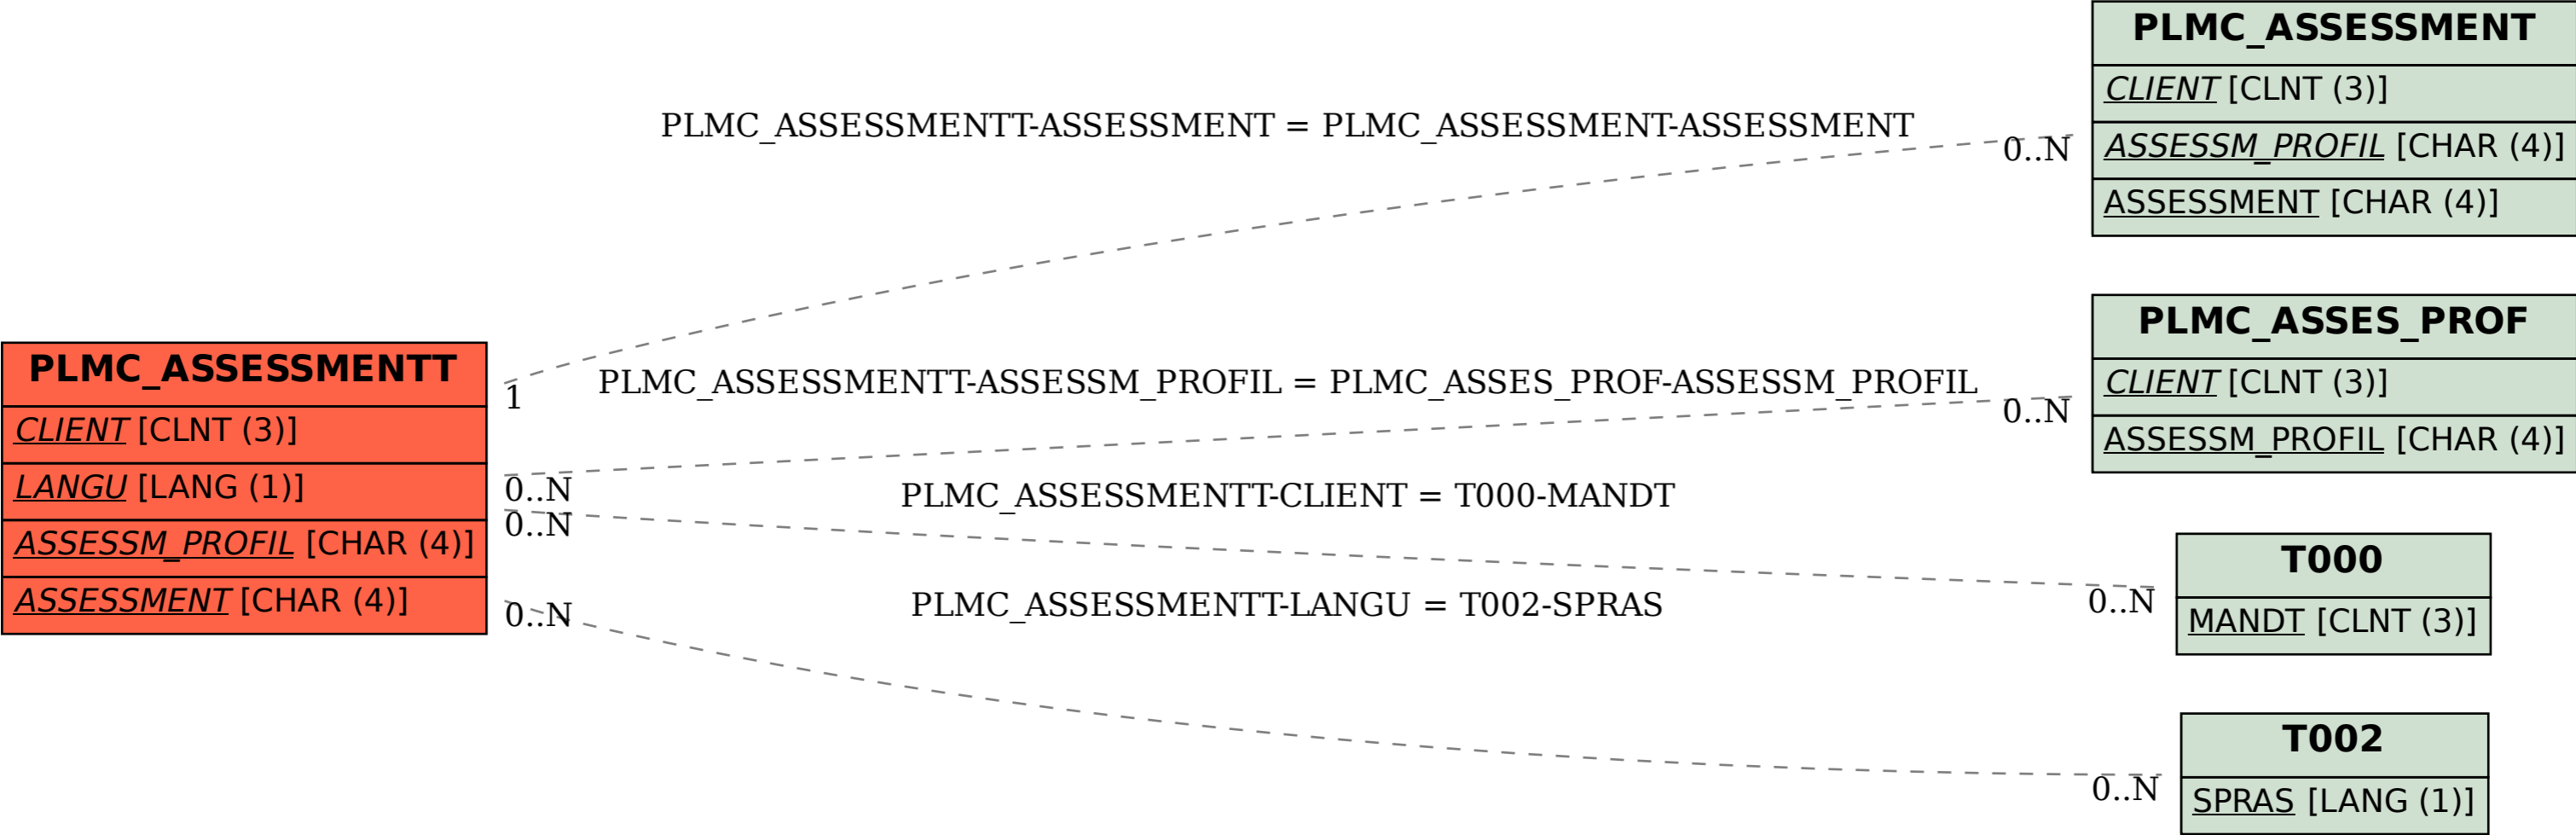 PLMC_ASSESSMENTT
CLIENT [CLNT (3)]
LANGU [LANG (1)]
ASSESSM_PROFIL [CHAR (4)]
ASSESSMENT [CHAR (4)]
PLMC_ASSESSMENTT-ASSESSMENT = PLMC_ASSESSMENT-ASSESSMENT
1
0..N
PLMC_ASSESSMENTT-ASSESSM_PROFIL = PLMC_ASSES_PROF-ASSESSM_PROFIL
0..N
0..N
PLMC_ASSESSMENTT-CLIENT = T000-MANDT
0..N
0..N
PLMC_ASSESSMENTT-LANGU = T002-SPRAS
0..N
0..N
PLMC_ASSESSMENT
CLIENT [CLNT (3)]
ASSESSM_PROFIL [CHAR (4)]
ASSESSMENT [CHAR (4)]
PLMC_ASSES_PROF
CLIENT [CLNT (3)]
ASSESSM_PROFIL [CHAR (4)]
T000
MANDT [CLNT (3)]
T002
SPRAS [LANG (1)]